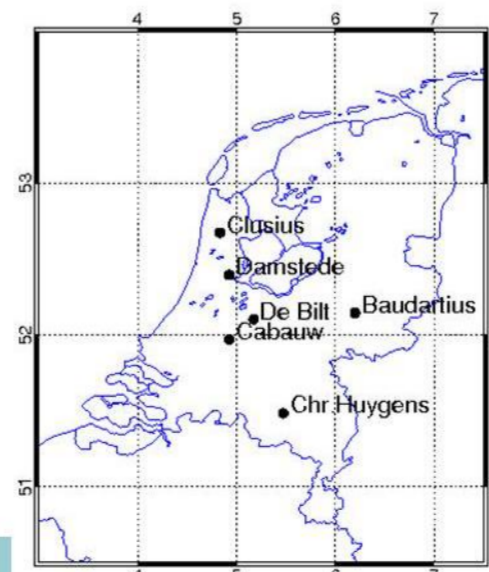 4 5 6 7
53
Clusius
Damstede
De Bilt Baudartius
52
Cabauw
Chr Huygens
51